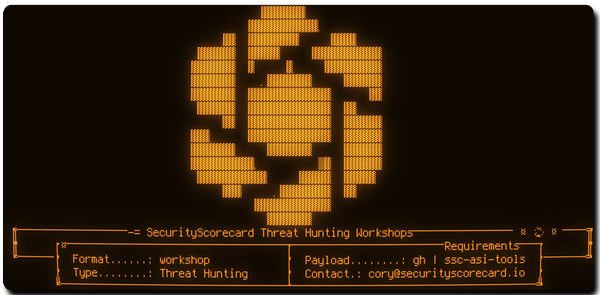 -= SecurityScorecard Threat Hunting Workshops
Requirements
Format......: workshop
Payload........: gh | ssc-asi-tools
Type........: Threat Hunting
Contact.: cory@securityscorecard.io